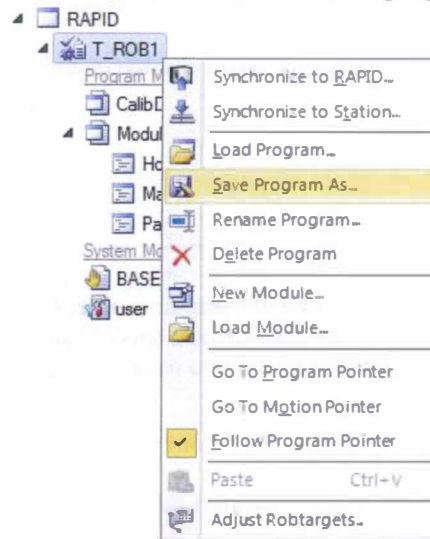 RAPID
T_ROB1
Program M
CalibD
Modul
Ho
Ma
Pa
System Mo
BASE
user
Synchronize to RAPID...
Synchronize to Station...
Load Program...
Save Program As...
Rename Program...
Delete Program
New Module...
Load Module...
Go To Program Pointer
Go To Motion Pointer
Follow Program Pointer
Paste Ctrl+V
Adjust Robtargets...